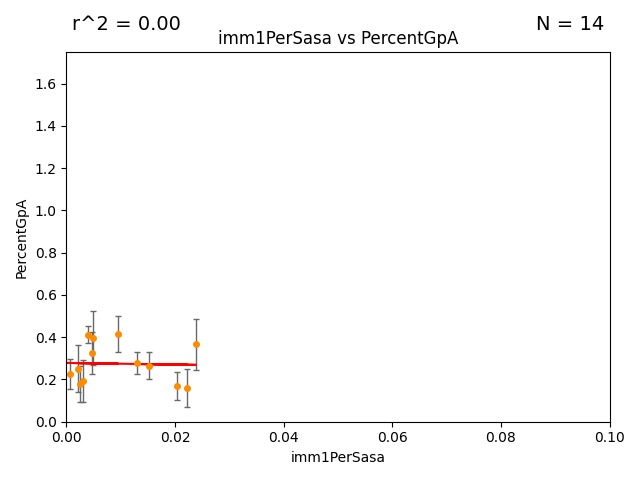 r^2 = 0.00
N = 14
imm1PerSasa vs PercentGpA
PercentGpA
1.6
1.4
1.2
1.0
0.8
0.6
0.4
0.2
0.0
0.00 0.02 0.04 0.06 0.08 0.10
imm1PerSasa